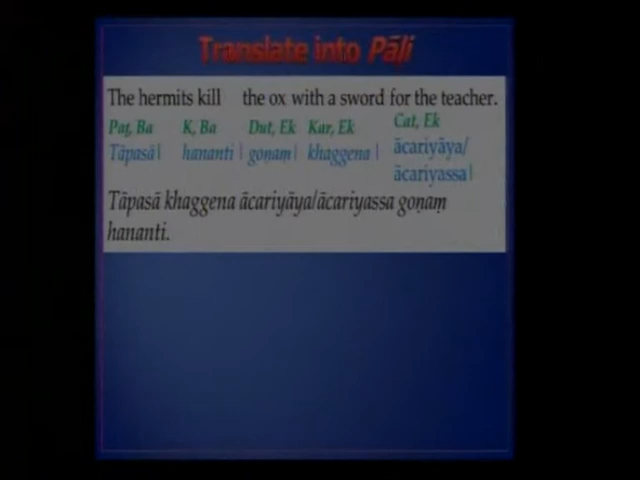 Translate into Pāḷi
The hermits kill the ox with a sword for the teacher.
Paṭ, Ba K, Ba Dut, Ek Kar, Ek Cat, Ek
Tāpasā| hananti | goṇaṃ| khaggena | ācariyāya/
ācariyassa|
Tāpasā khaggena ācariyāya/ācariyassa goṇaṃ
hananti.